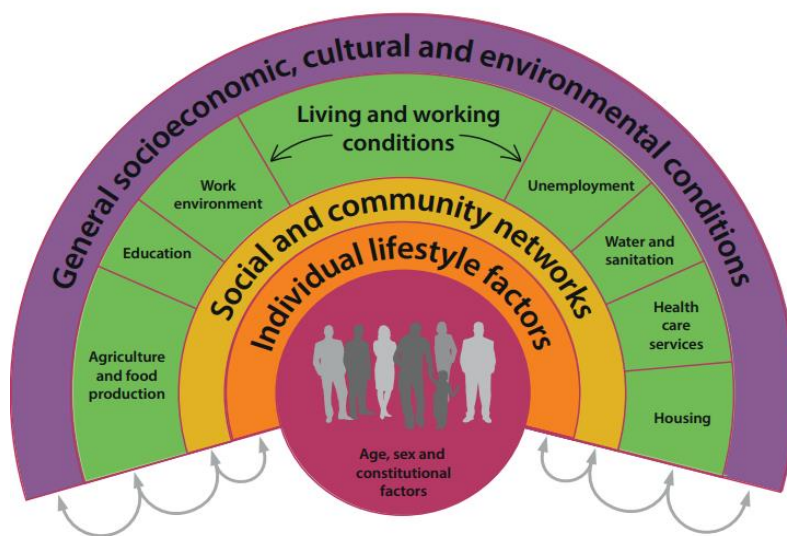 General socioeconomic, cultural and environmental conditions
Living and working
conditions
Work
environment
Unemployment
Education
Water and
sanitation
Agriculture
and food
production
Health
care
services
Housing
Social and community networks
Individual lifestyle factors
Age, sex and
constitutional
factors